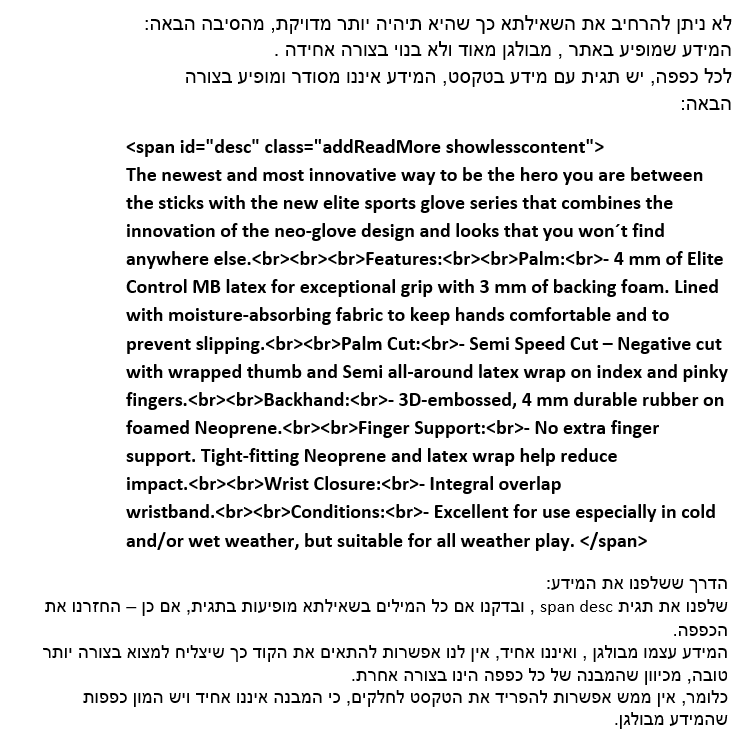 לא ניתן להרחיב את השאילתא כך שהיא תיהיה יותר מדויקת, מהסיבה הבאה:
המידע שמופיע באתר , מבולגן מאוד ולא בנוי בצורה אחידה .
לכל כפפה, יש תגית עם מידע בטקסט, המידע איננו מסודר ומופיע בצורה
הבאה:
<span id="desc" class="addReadMore showlesscontent">
The newest and most innovative way to be the hero you are between
the sticks with the new elite sports glove series that combines the
innovation of the neo-glove design and looks that you won´t find
anywhere else.<br><br><br>Features:<br><br>Palm:<br>- 4 mm of Elite
Control MB latex for exceptional grip with 3 mm of backing foam. Lined
with moisture-absorbing fabric to keep hands comfortable and to
prevent slipping.<br><br>Palm Cut:<br>- Semi Speed Cut – Negative cut
with wrapped thumb and Semi all-around latex wrap on index and pinky
fingers.<br><br>Backhand:<br>- 3D-embossed, 4 mm durable rubber on
foamed Neoprene.<br><br>Finger Support:<br>- No extra finger
support. Tight-fitting Neoprene and latex wrap help reduce
impact.<br><br>Wrist Closure:<br>- Integral overlap
wristband.<br><br>Conditions:<br>- Excellent for use especially in cold
and/or wet weather, but suitable for all weather play. </span>
הדרך ששלפנו את המידע:
שלפנו את תגית span desc , ובדקנו אם כל המילים בשאילתא מופיעות בתגית, אם כן – החזרנו את
הכפפה.
המידע עצמו מבולגן , ואיננו אחיד, אין לנו אפשרות להתאים את הקוד כך שיצליח למצוא בצורה יותר
טובה, מכיוון שהמבנה של כל כפפה הינו בצורה אחרת.
כלומר, אין ממש אפשרות להפריד את הטקסט לחלקים, כי המבנה איננו אחיד ויש המון כפפות
שהמידע מבולגן.